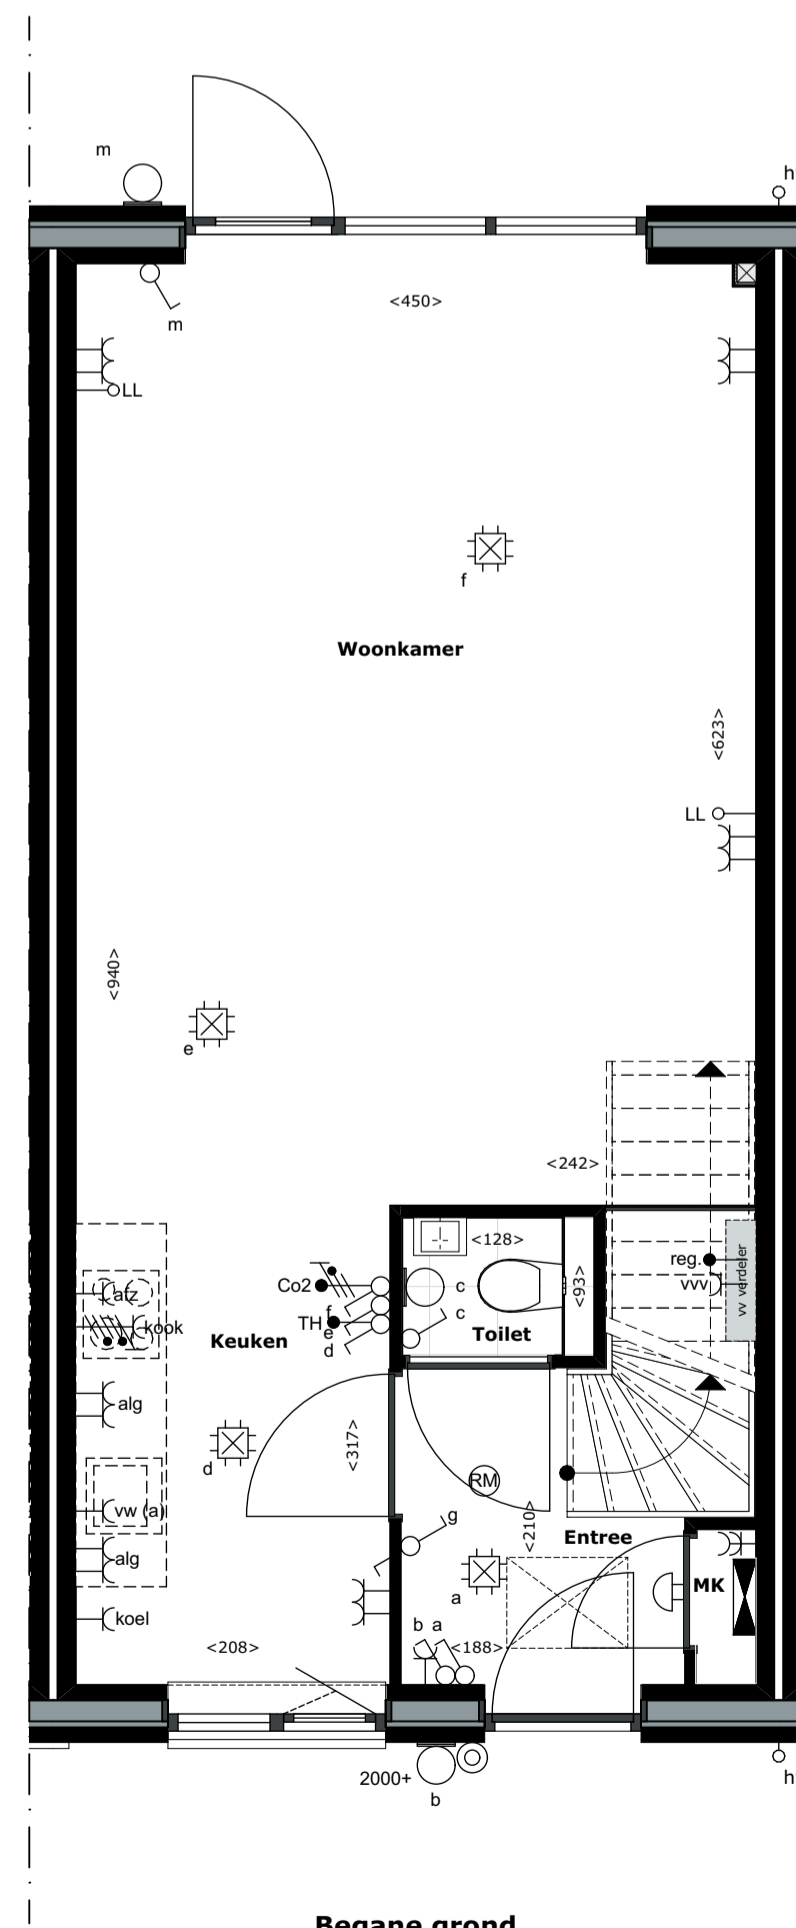 m
h
m
<450>
LL
f
Woonkamer
<623>
LL
<940>
e
<242>
<128>
vv verdeler
reg.
Co2
c
<93>
vvv
afz
f
c
TH
kook
Keuken
e
Toilet
d
alg
<317>
d
RM
vw (a)
g
<210>
Entree
alg
a
MK
koel
b a
<208>
<188>
2000+
h
b
Begane grond